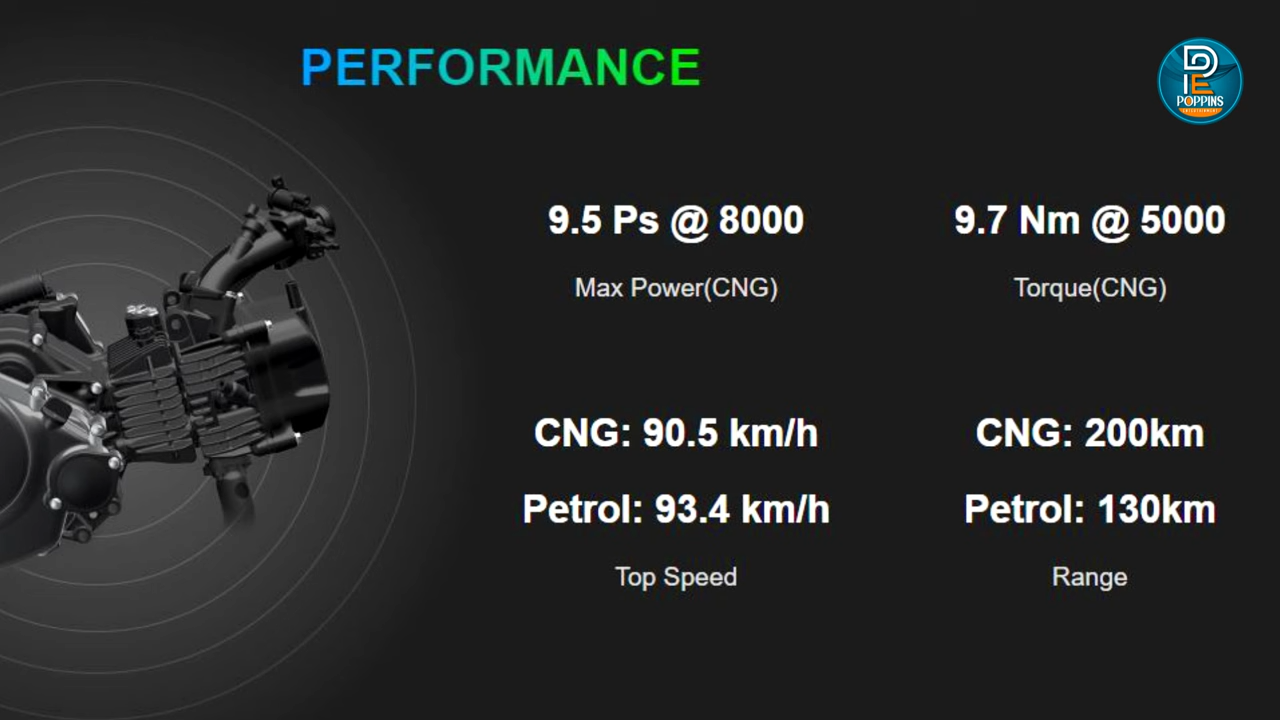 PERFORMANCE
POPPINS
9.5 Ps @ 8000
Max Power(CNG)
9.7 Nm @ 5000
Torque(CNG)
CNG: 90.5 km/h
Petrol: 93.4 km/h
Top Speed
CNG: 200km
Petrol: 130km
Range